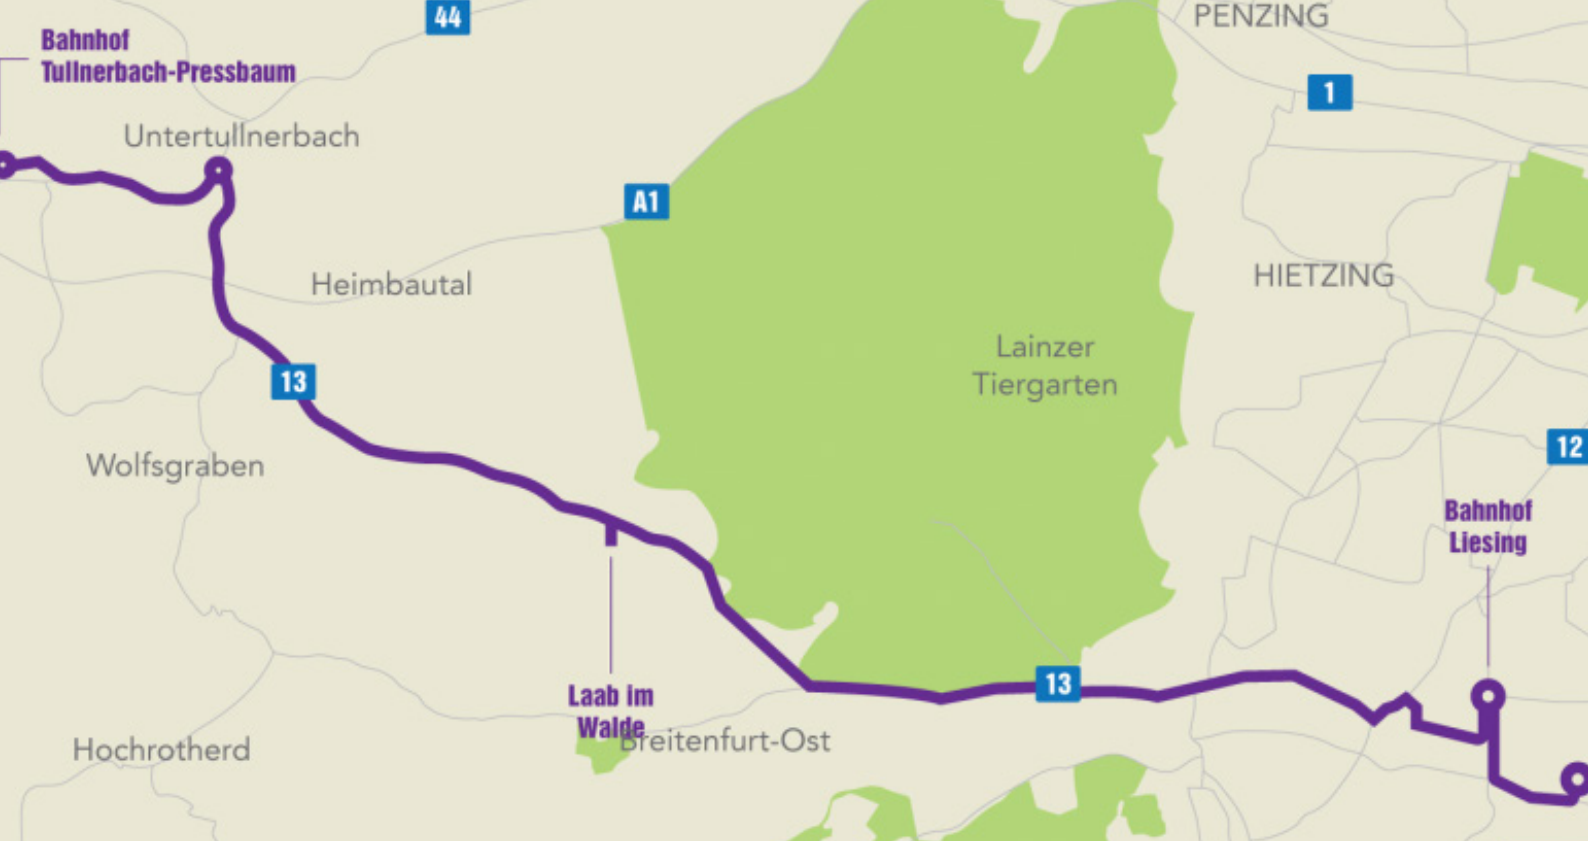 44
PENZING
Bahnhof
Tullnerbach-Pressbaum
1
Untertullnerbach
A1
HIETZING
Heimbautal
Lainzer
Tiergarten
13
12
Wolfsgraben
Bahnhof
Liesing
13
Laab im
Walde
Breitenfurt-Ost
Hochrotherd